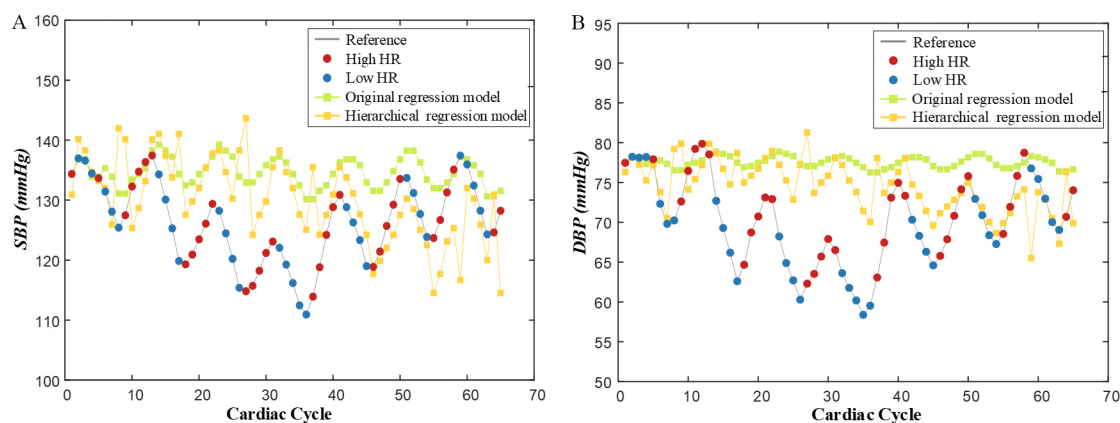 A
160
150
140
130
120
110
100
SBP (mmHg)
0 10 20 30 40 50 60 70
Cardiac Cycle
Reference
High HR
Low HR
Original regression model
Hierarchical regression model
B
95
90
85
80
75
70
65
60
55
50
DBP (mmHg)
0 10 20 30 40 50 60 70
Cardiac Cycle
Reference
High HR
Low HR
Original regression model
Hierarchical regression model